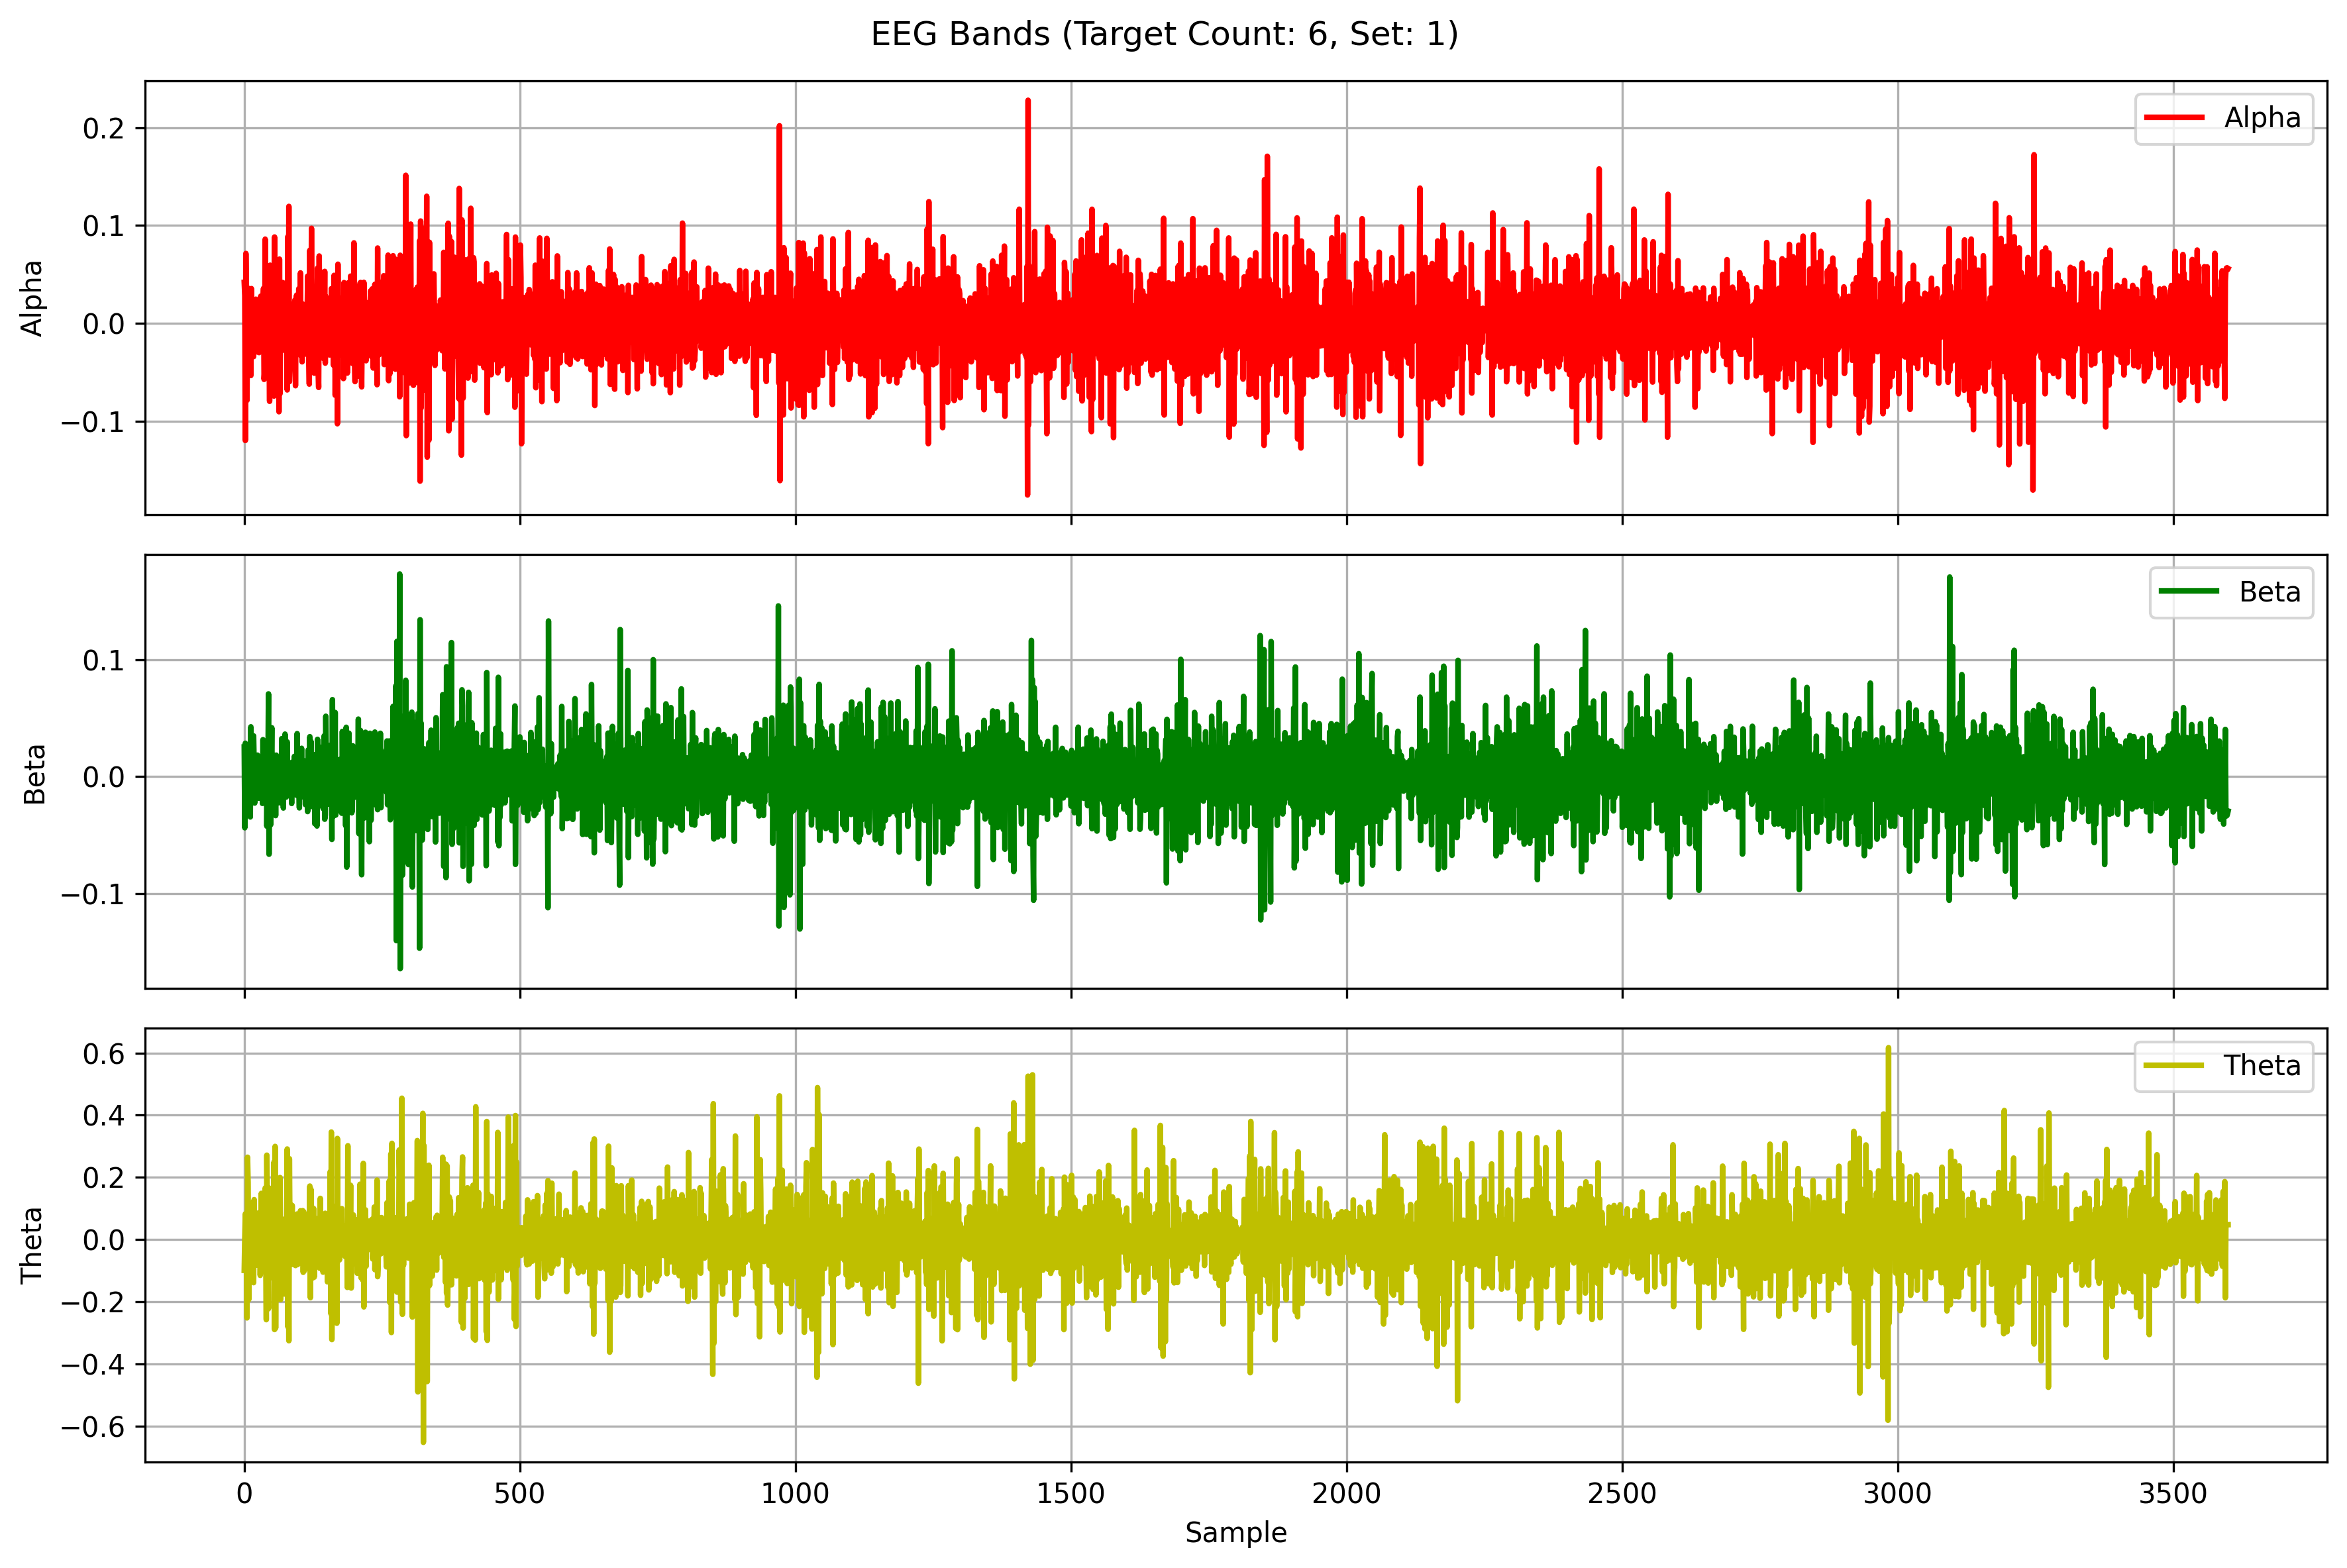 EEG Bands (Target Count: 6, Set: 1)
Alpha
0.2
0.1
0.0
−0.1
Alpha
Beta
0.1
0.0
−0.1
Beta
Theta
0.6
0.4
0.2
0.0
−0.2
−0.4
−0.6
Theta
0 500 1000 1500 2000 2500 3000 3500
Sample